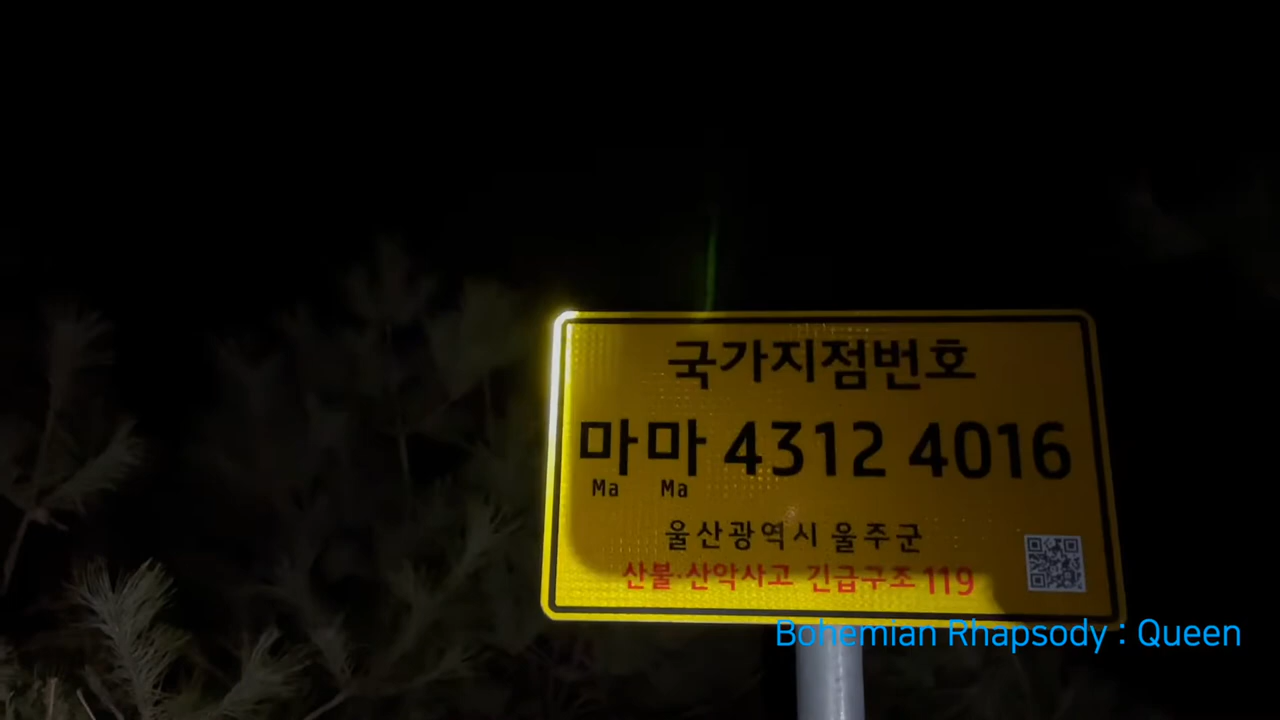 국가지점번호
마마 4312 4016
Ma Ma
울산광역시 울주군
산불·산악사고 긴급구조 119
Bohemian Rhapsody : Queen